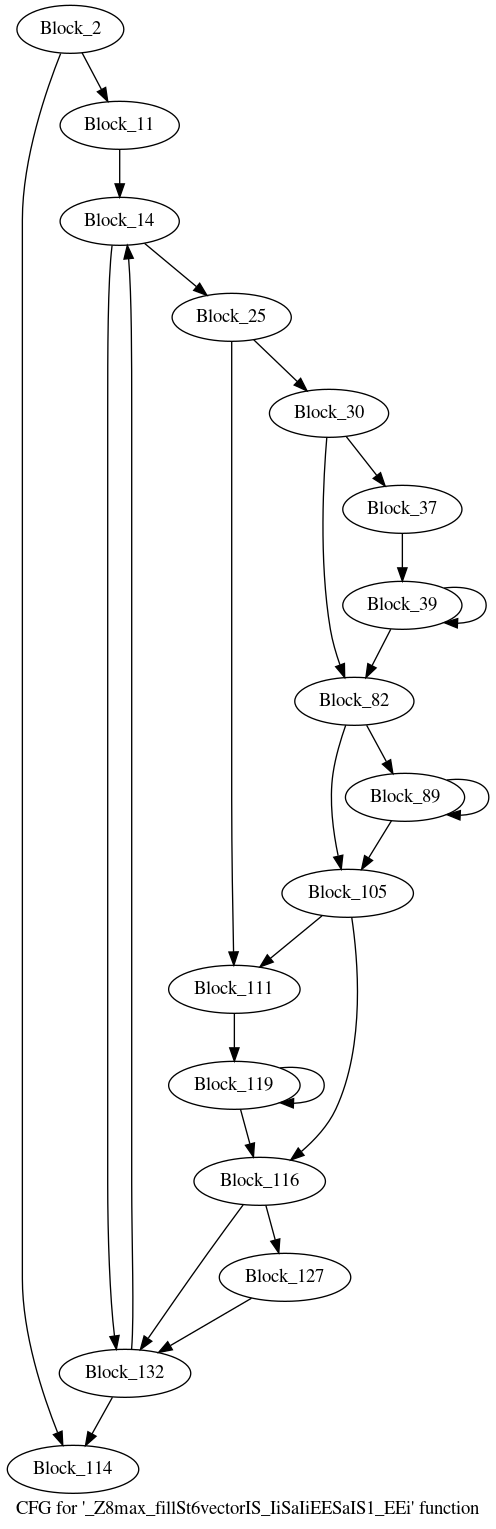 Block_2
Block_11
Block_14
Block_25
Block_30
Block_37
Block_39
Block_82
Block_89
Block_105
Block_111
Block_119
Block_116
Block_127
Block_132
Block_114
CFG for '_Z8max_fillSt6vectorIS_IiSaIiEESaIS1_EEi' function